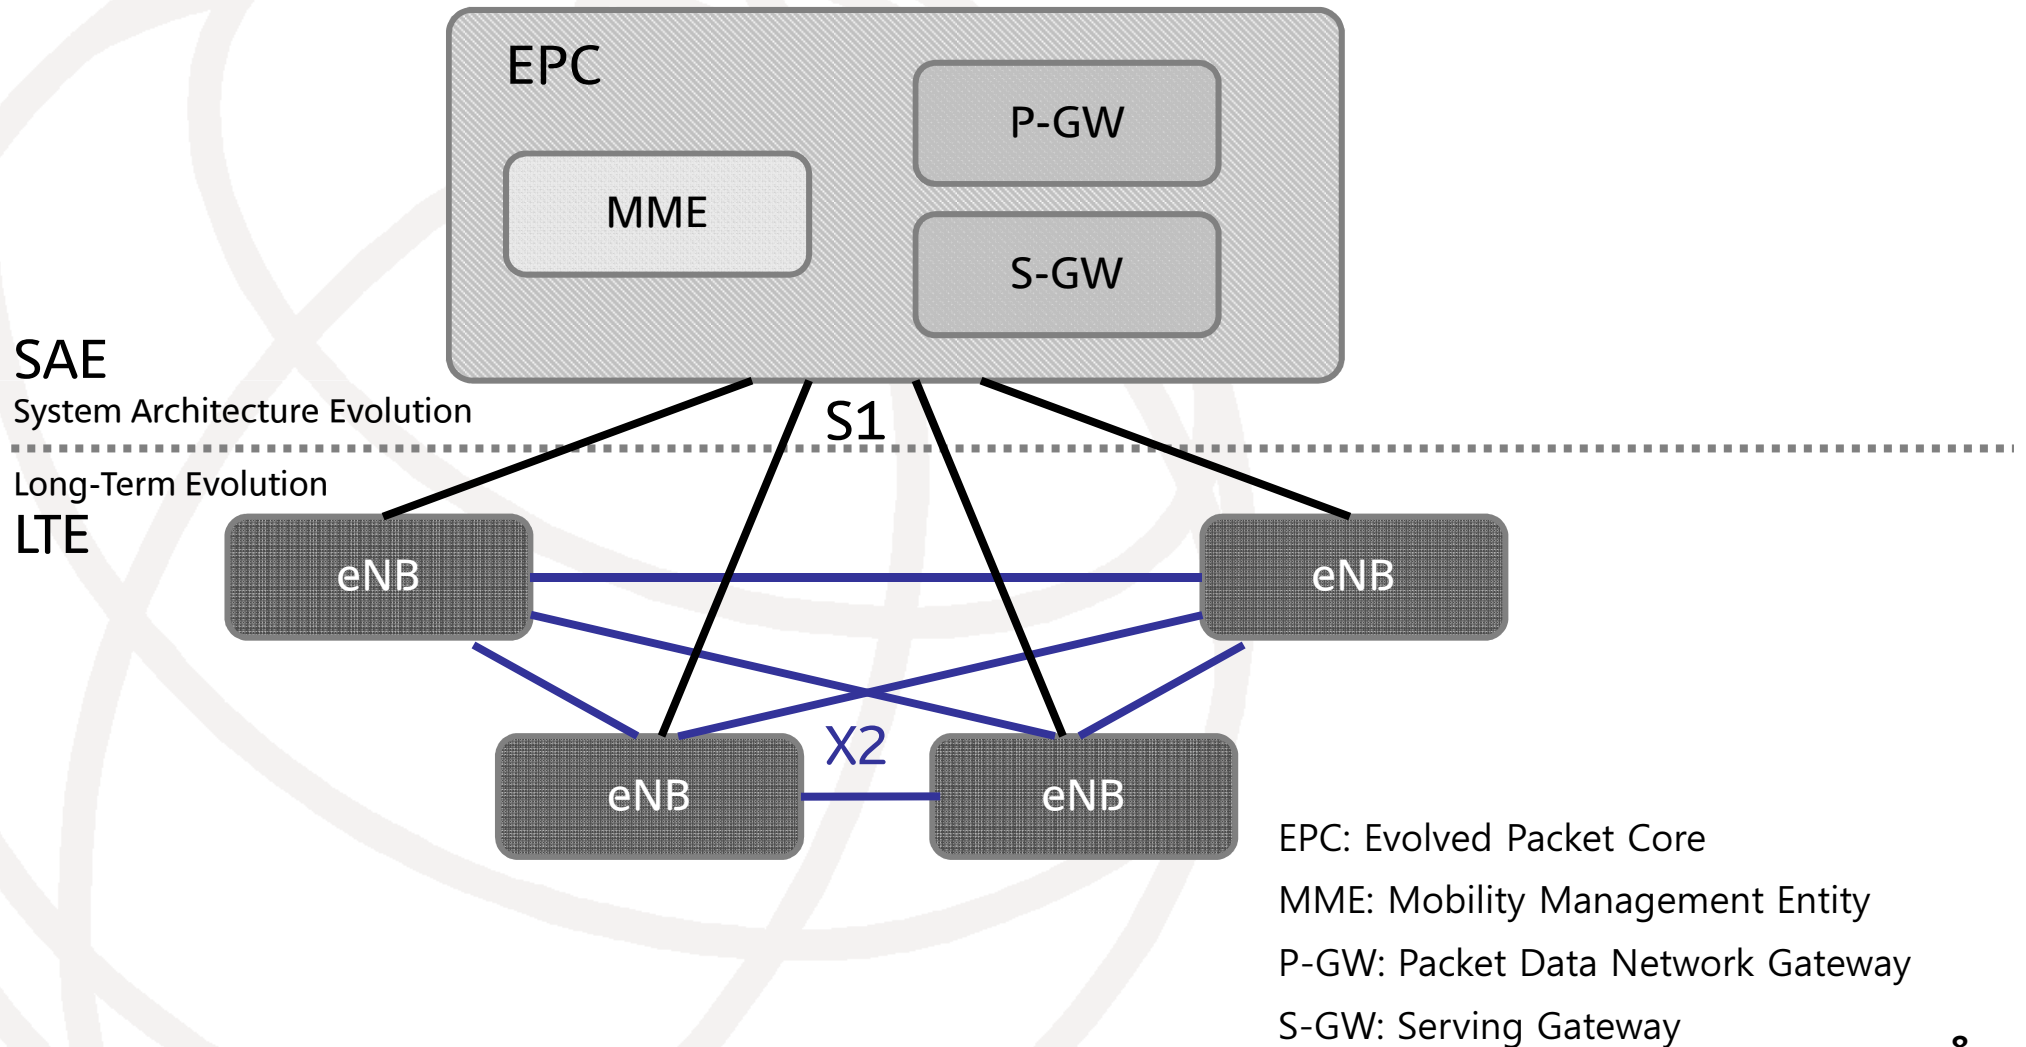 EPC
P-GW
MME
S-GW
SAE
System Architecture Evolution
S1
Long-Term Evolution
LTE
eNB
eNB
X2
eNB
eNB
EPC: Evolved Packet Core
MME: Mobility Management Entity
P-GW: Packet Data Network Gateway
S-GW: Serving Gateway
8